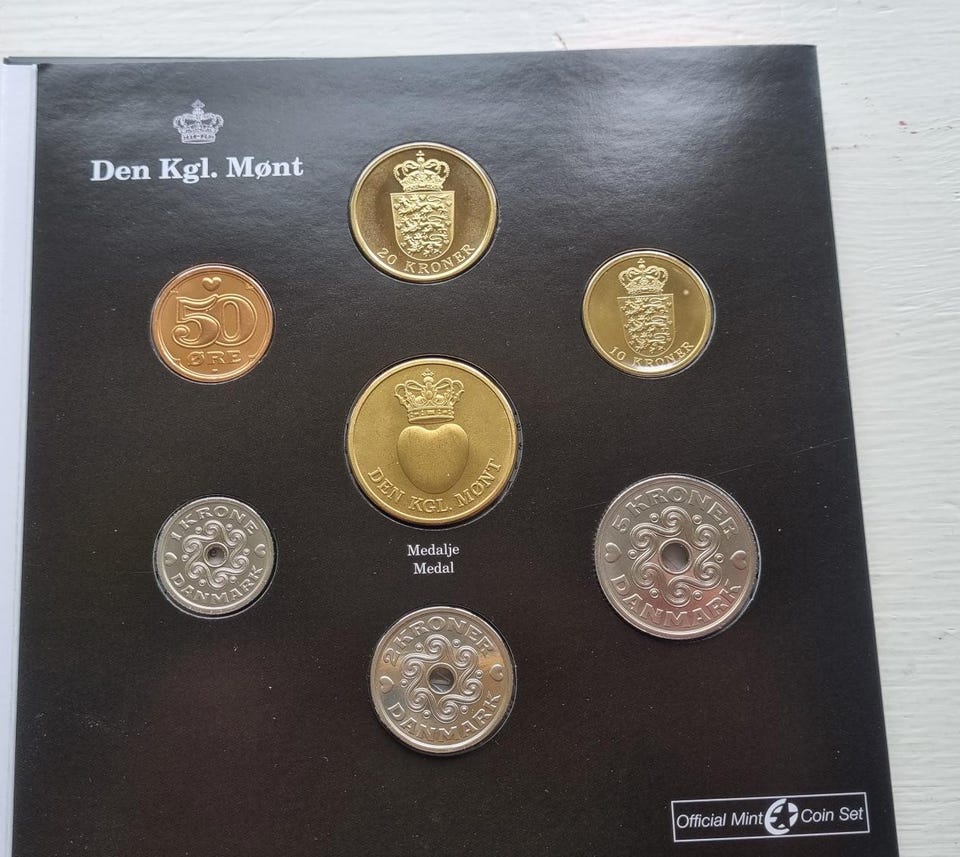 Den Kgl. Mønt
20 KRONER
50
ØRE
10 KRONER
DEN KGL. MØNT
Medalje
Medal
1 KRONE
DANMARK
5 KRONER
DANMARK
2 KRONER
DANMARK
Official Mint Coin Set